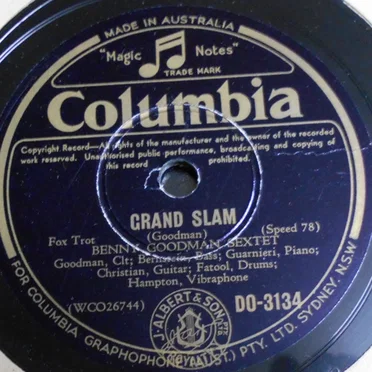 MADE IN AUSTRALIA
"Magic Notes"
TRADE MARK
Columbia
Copyright Record—All rights of the manufacturer and the owner of the recorded
work reserved. Unauthorised public performance, broadcasting and copying of
this record prohibited.
GRAND SLAM
(Goodman)
Fox Trot (Speed 78)
BENNY GOODMAN SEXTET
Goodman, Clt; Bernstein, Bass; Guarnieri, Piano;
Christian, Guitar; Fatool, Drums;
Hampton, Vibraphone
(WCO26744) DO-3134
J. ALBERT & SON
FOR COLUMBIA GRAPHOPHONE (AUST.) PTY. LTD. SYDNEY. N.S.W